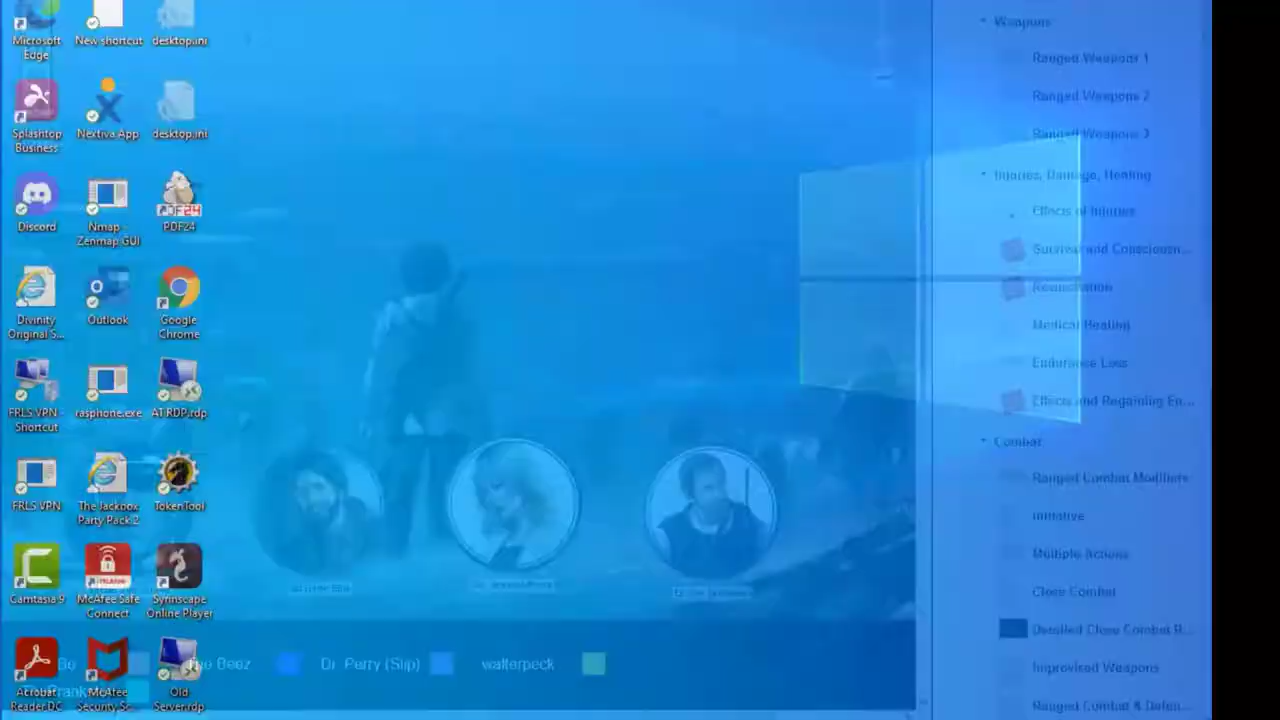 Microsoft
Edge
New shortcut
desktop.ini
Splashtop
Business
Nextiva App
desktop.ini
Discord
Nmap -
Zenmap GUI
PDF24
Divinity
Original S...
Outlook
Google
Chrome
FRLS VPN -
Shortcut
rasphone.exe
AT RDP.rdp
FRLS VPN
The Jackbox
Party Pack 2
TokenTool
Camtasia 9
McAfee Safe
Connect
Syrinscape
Online Player
Acrobat
Reader DC
McAfee
Security Sc...
Old
Server.rdp
The Beez
Dr. Perry (Slip)
walterpeck
Weapons
Ranged Weapons 1
Ranged Weapons 2
Ranged Weapons 3
Injuries, Damage, Healing
Effects of Injuries
Survival and Consciousn...
Resuscitation
Medical Healing
Endurance Loss
Effects and Regaining En...
Combat
Ranged Combat Modifiers
Initiative
Multiple Actions
Close Combat
Detailed Close Combat R...
Improvised Weapons
Ranged Combat & Defen...